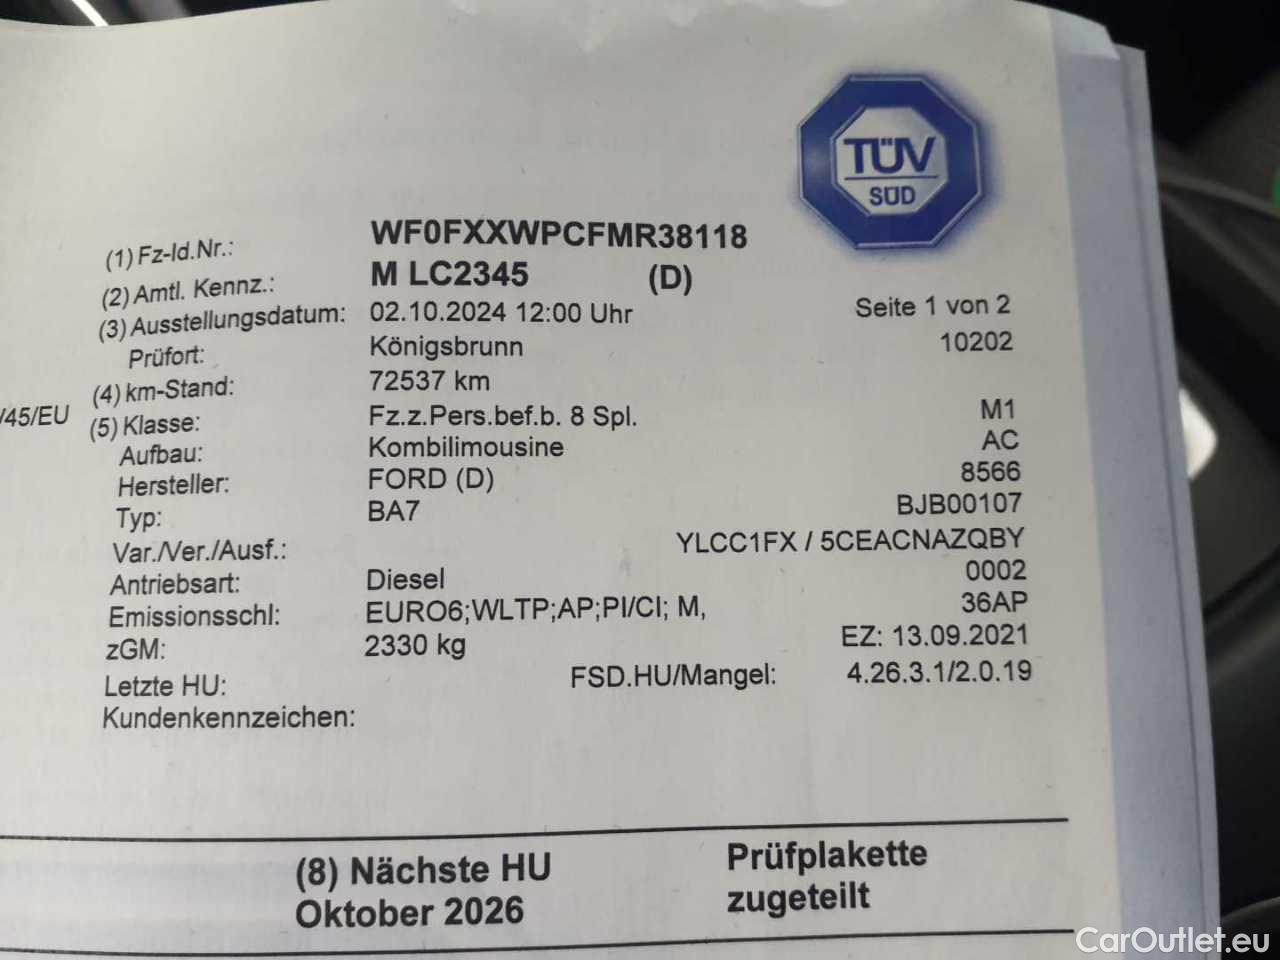 TÜV
SÜD
(1) Fz-Id.Nr.: WF0FXXWPCFMR38118
(2) Amtl. Kennz.: M LC2345 (D)
(3) Ausstellungsdatum: 02.10.2024 12:00 Uhr Seite 1 von 2
Prüfort: Königsbrunn 10202
(4) km-Stand: 72537 km
/45/EU (5) Klasse: Fz.z.Pers.bef.b. 8 Spl. M1
Aufbau: Kombilimousine AC
Hersteller: FORD (D) 8566
Typ: BA7 BJB00107
Var./Ver./Ausf.: YLCC1FX / 5CEACNAZQBY
Antriebsart: Diesel 0002
Emissionsschl: EURO6;WLTP;AP;PI/CI; M, 36AP
zGM: 2330 kg EZ: 13.09.2021
Letzte HU: FSD.HU/Mangel: 4.26.3.1/2.0.19
Kundenkennzeichen:
(8) Nächste HU Prüfplakette
Oktober 2026 zugeteilt
CarOutlet.eu